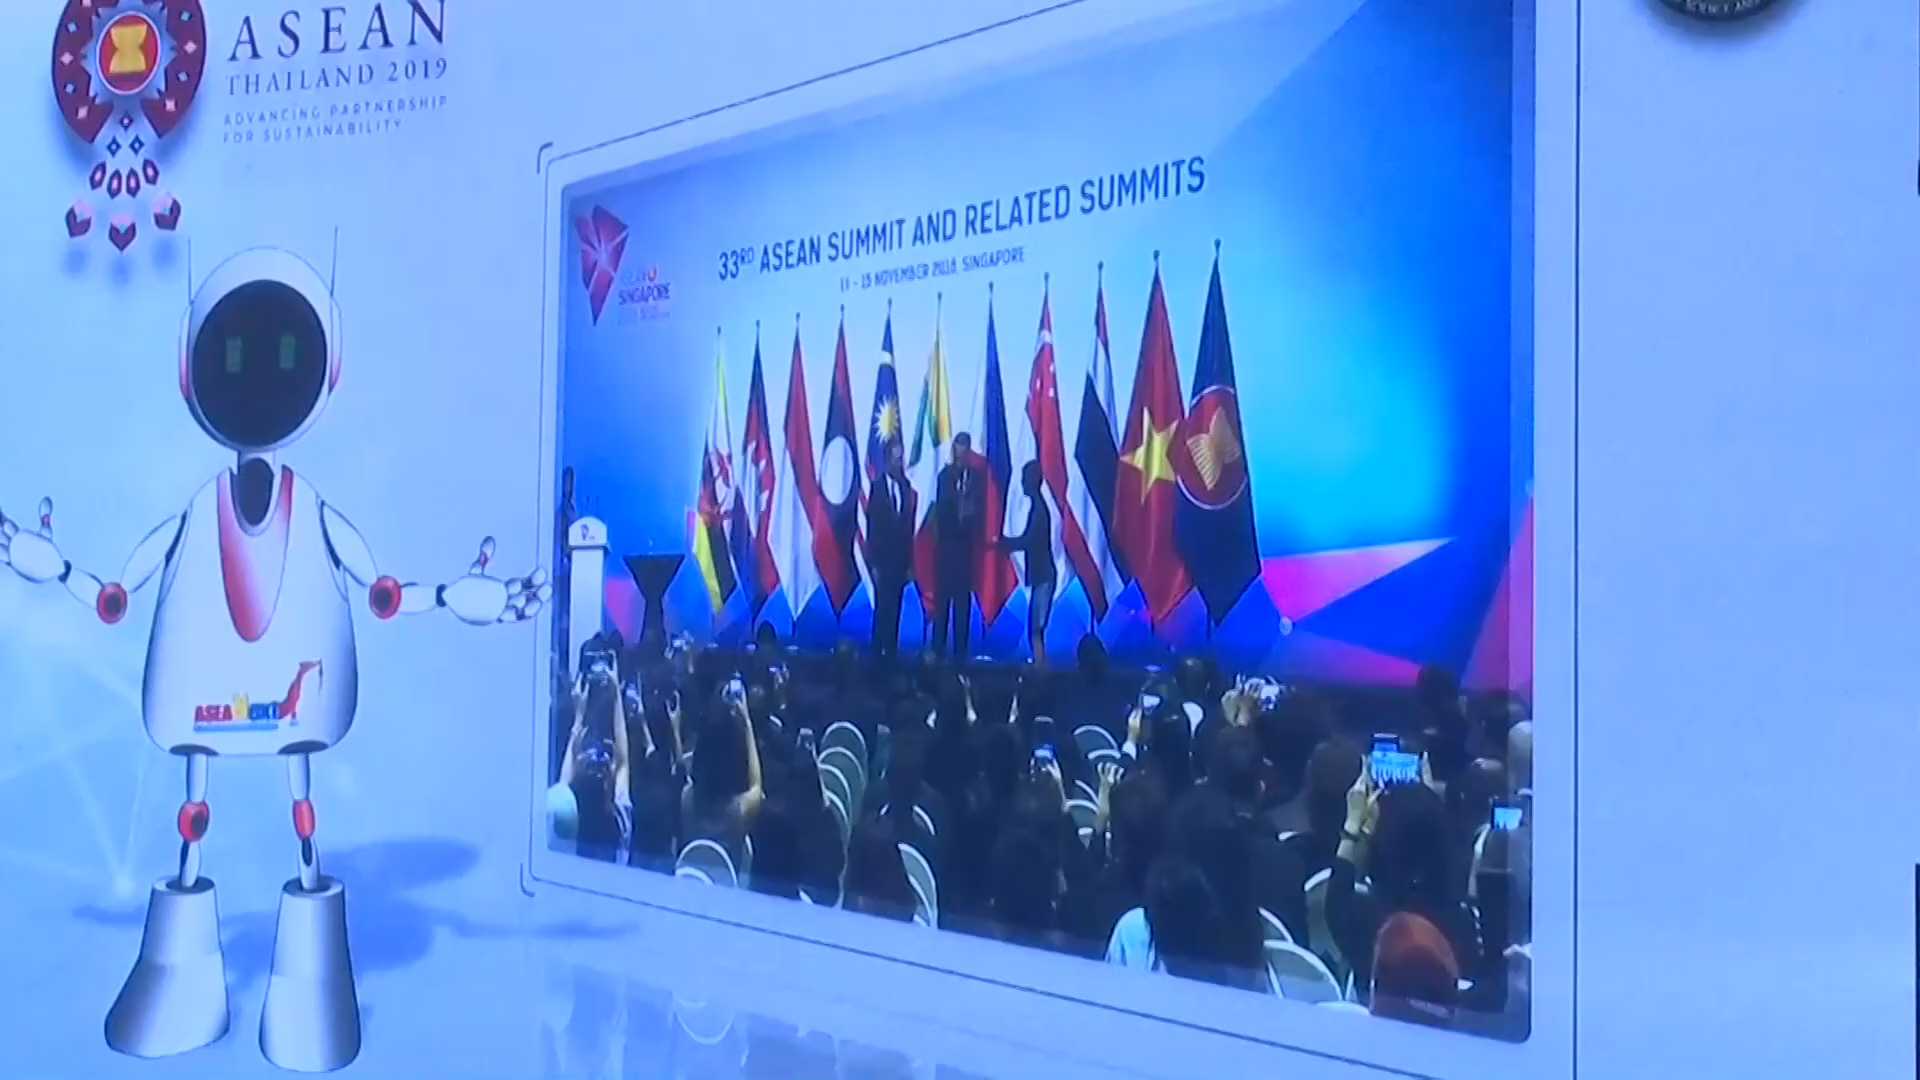 ASEAN
THAILAND 2019
ADVANCING PARTNERSHIP
FOR SUSTAINABILITY
33RD ASEAN SUMMIT AND RELATED SUMMITS
11 - 15 NOVEMBER 2018, SINGAPORE
SINGAPORE